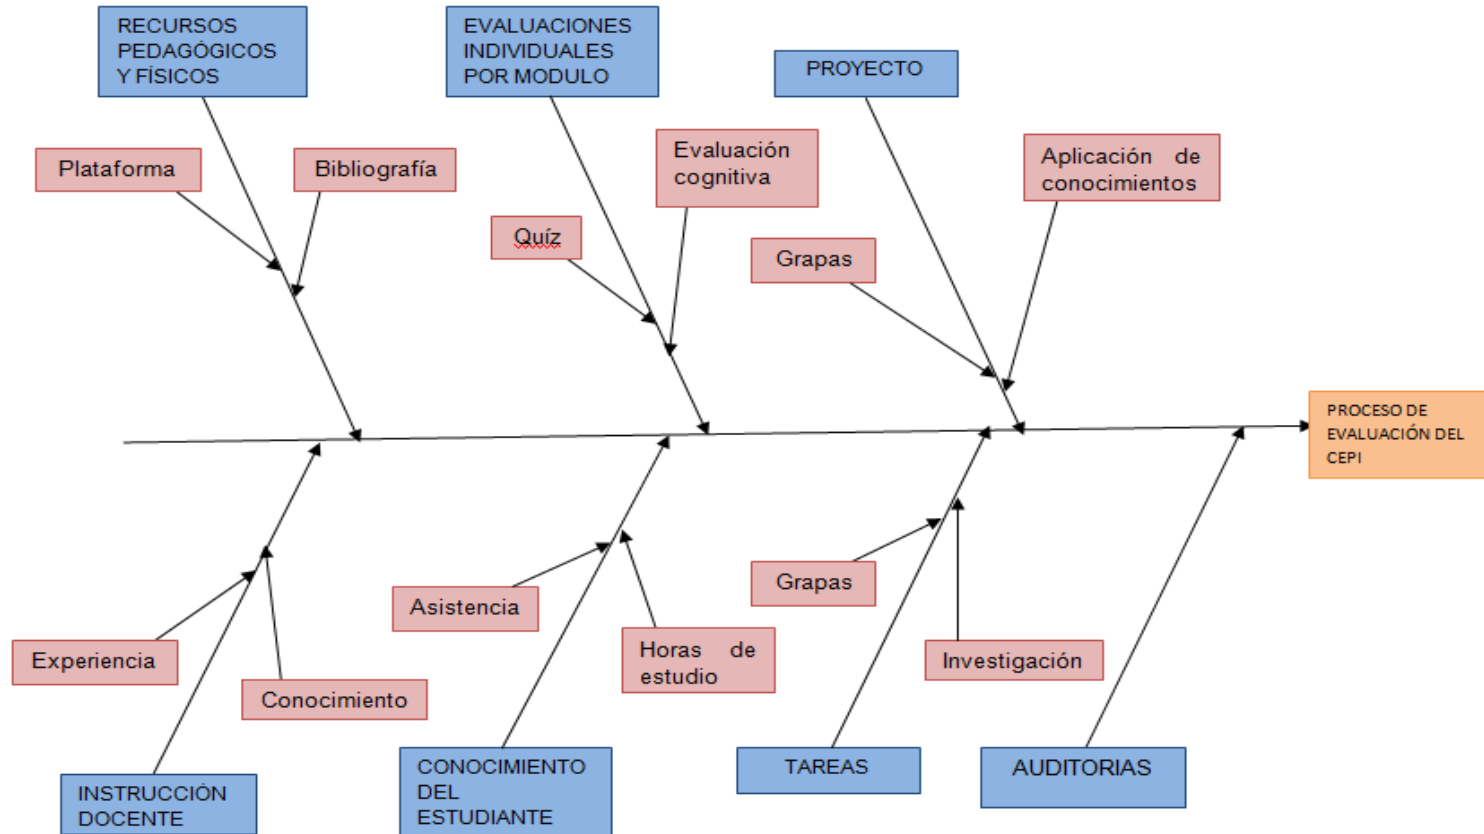 RECURSOS
PEDAGÓGICOS
Y FÍSICOS
EVALUACIONES
INDIVIDUALES
POR MODULO
PROYECTO
Plataforma
Bibliografía
Evaluación
cognitiva
Aplicación de
conocimientos
Quíz
Grapas
PROCESO DE
EVALUACIÓN DEL
CEPI
Grapas
Asistencia
Experiencia
Horas de
estudio
Investigación
Conocimiento
INSTRUCCIÓN
DOCENTE
CONOCIMIENTO
DEL
ESTUDIANTE
TAREAS
AUDITORIAS